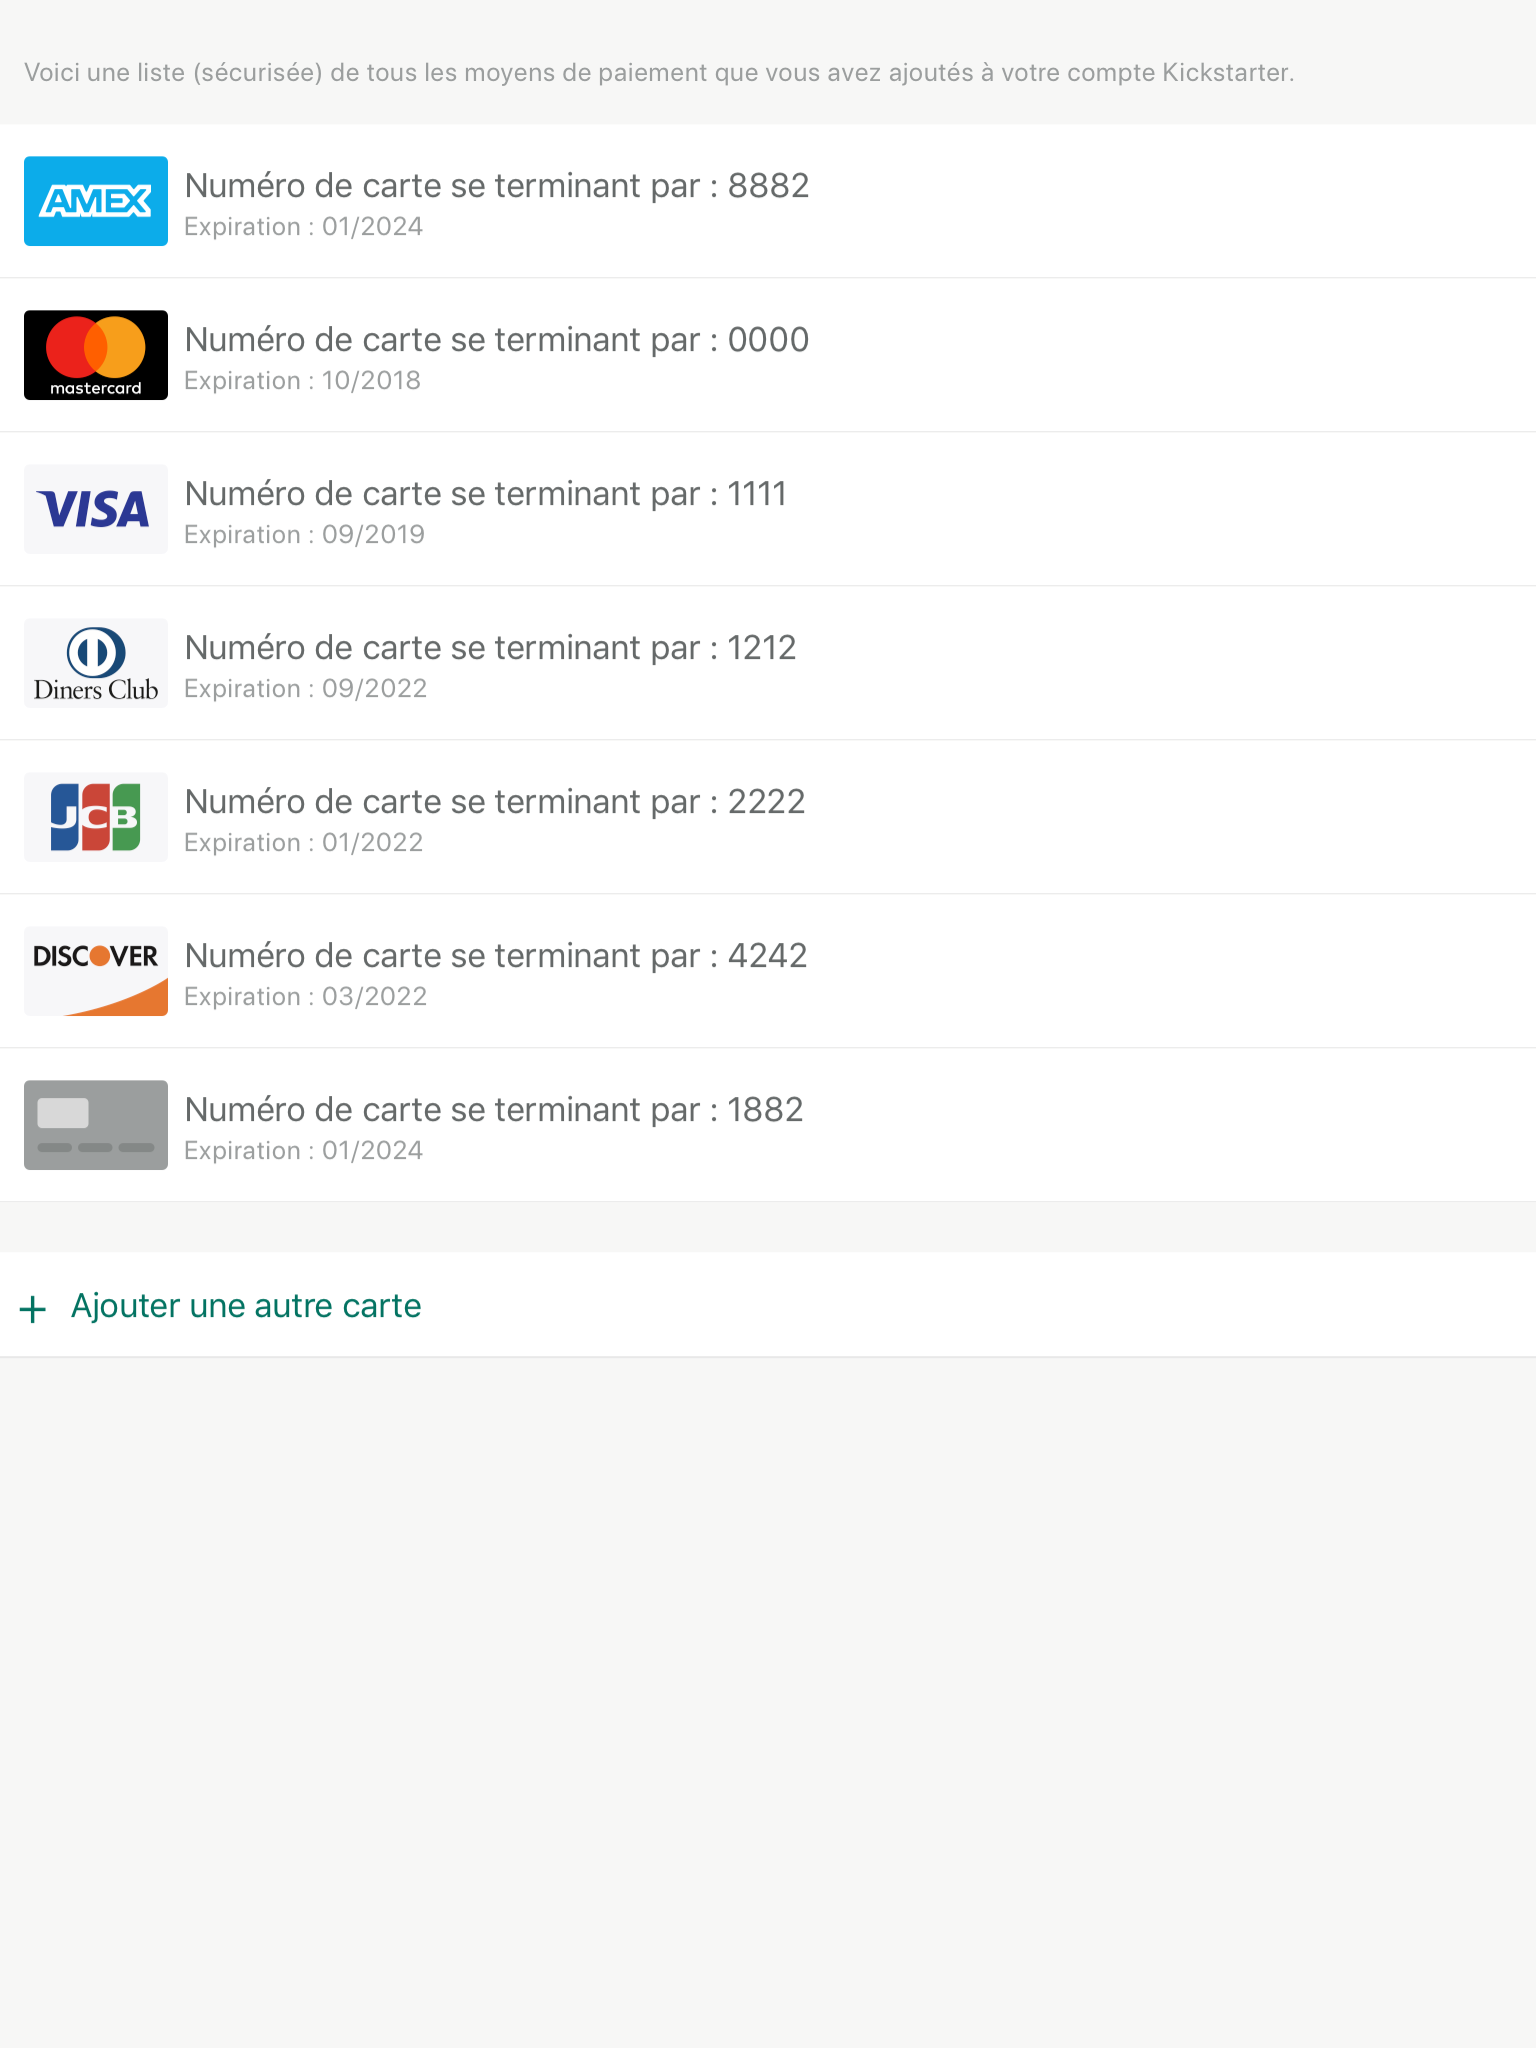 Voici une liste (sécurisée) de tous les moyens de paiement que vous avez ajoutés à votre compte Kickstarter.
AMEX
Numéro de carte se terminant par : 8882
Expiration : 01/2024
mastercard
Numéro de carte se terminant par : 0000
Expiration : 10/2018
VISA
Numéro de carte se terminant par : 1111
Expiration : 09/2019
Diners Club
Numéro de carte se terminant par : 1212
Expiration : 09/2022
JCB
Numéro de carte se terminant par : 2222
Expiration : 01/2022
DISCOVER
Numéro de carte se terminant par : 4242
Expiration : 03/2022
Numéro de carte se terminant par : 1882
Expiration : 01/2024
+ Ajouter une autre carte